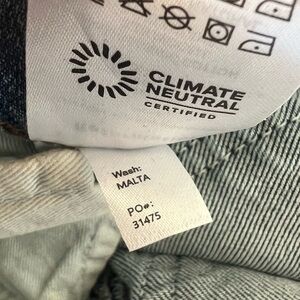 CLIMATE
NEUTRAL
CERTIFIED
Wash:
MALTA
PO#:
31475